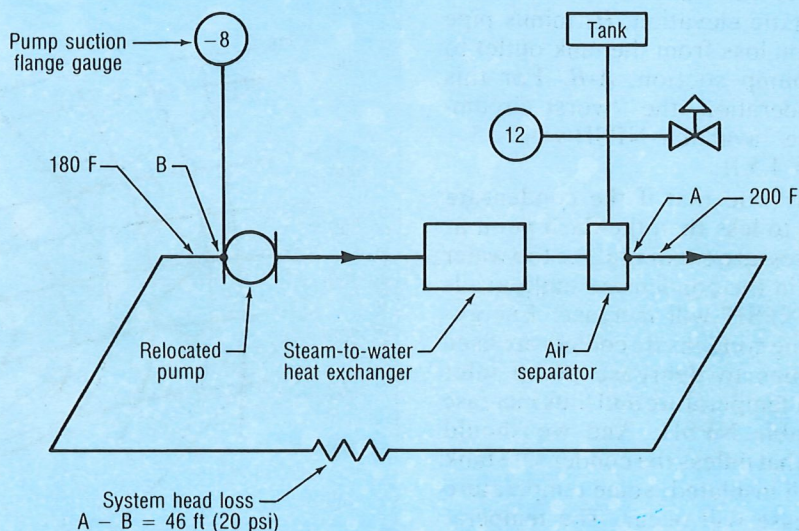 Pump suction
flange gauge
-8
Tank
12
180 F
B
A
200 F
Relocated
pump
Steam-to-water
heat exchanger
Air
separator
System head loss
A - B = 46 ft (20 psi)